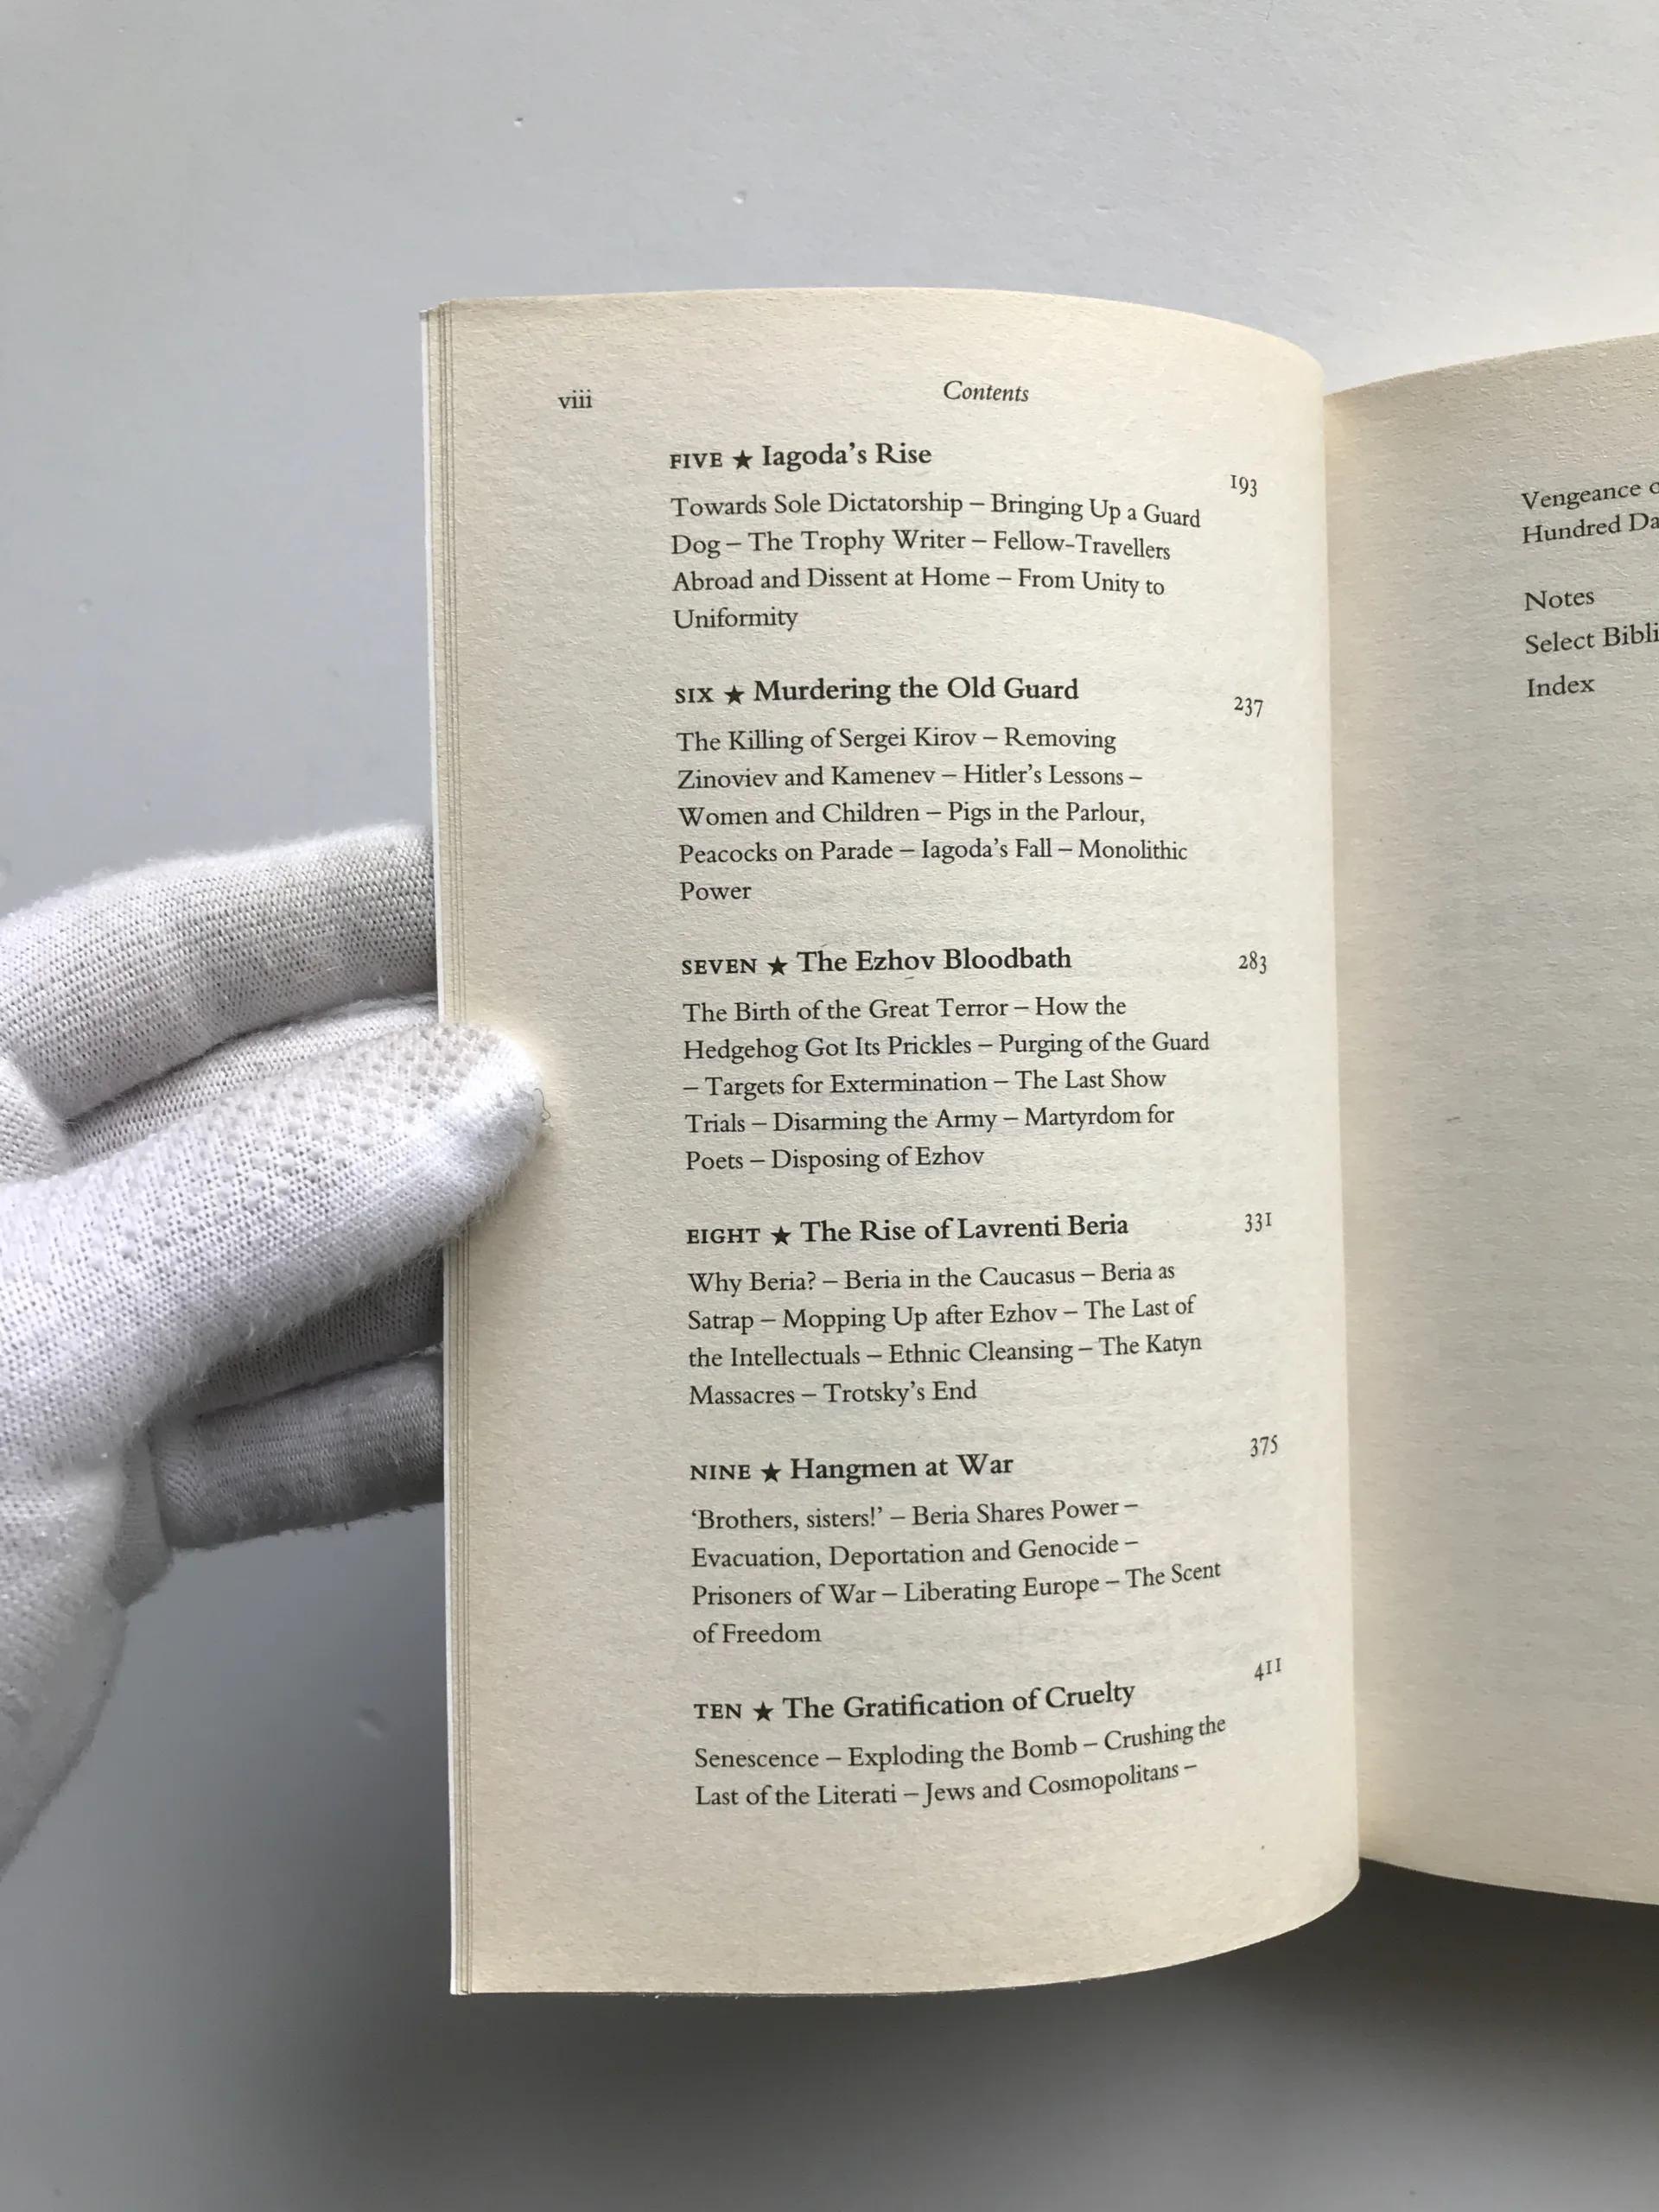 viii
Contents
FIVE ★ Iagoda's Rise 193
Towards Sole Dictatorship – Bringing Up a Guard
Dog – The Trophy Writer – Fellow-Travellers
Abroad and Dissent at Home – From Unity to
Uniformity
SIX ★ Murdering the Old Guard 237
The Killing of Sergei Kirov – Removing
Zinoviev and Kamenev – Hitler's Lessons –
Women and Children – Pigs in the Parlour,
Peacocks on Parade – Iagoda's Fall – Monolithic
Power
SEVEN ★ The Ezhov Bloodbath 283
The Birth of the Great Terror – How the
Hedgehog Got Its Prickles – Purging of the Guard
– Targets for Extermination – The Last Show
Trials – Disarming the Army – Martyrdom for
Poets – Disposing of Ezhov
EIGHT ★ The Rise of Lavrenti Beria 331
Why Beria? – Beria in the Caucasus – Beria as
Satrap – Mopping Up after Ezhov – The Last of
the Intellectuals – Ethnic Cleansing – The Katyn
Massacres – Trotsky's End
NINE ★ Hangmen at War 375
'Brothers, sisters!' – Beria Shares Power –
Evacuation, Deportation and Genocide –
Prisoners of War – Liberating Europe – The Scent
of Freedom
TEN ★ The Gratification of Cruelty 411
Senescence – Exploding the Bomb – Crushing the
Last of the Literati – Jews and Cosmopolitans –
Vengeance
Hundred
Notes
Select
Index